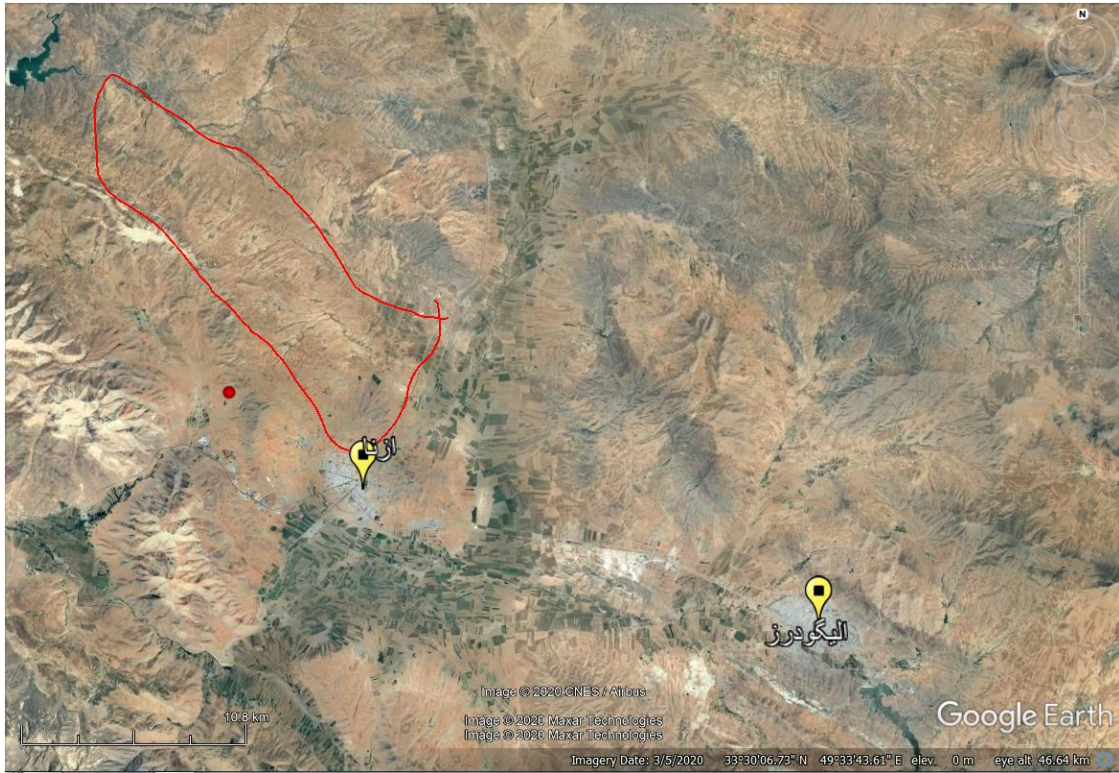 N
ازنا
الیگودرز
Image © 2020 CNES / Airbus
10.8 km
Image © 2020 Maxar Technologies
Image © 2020 Maxar Technologies
Google Earth
Imagery Date: 3/5/2020 33°30'06.73" N 49°33'43.61" E elev 0 m eye alt 46.64 km